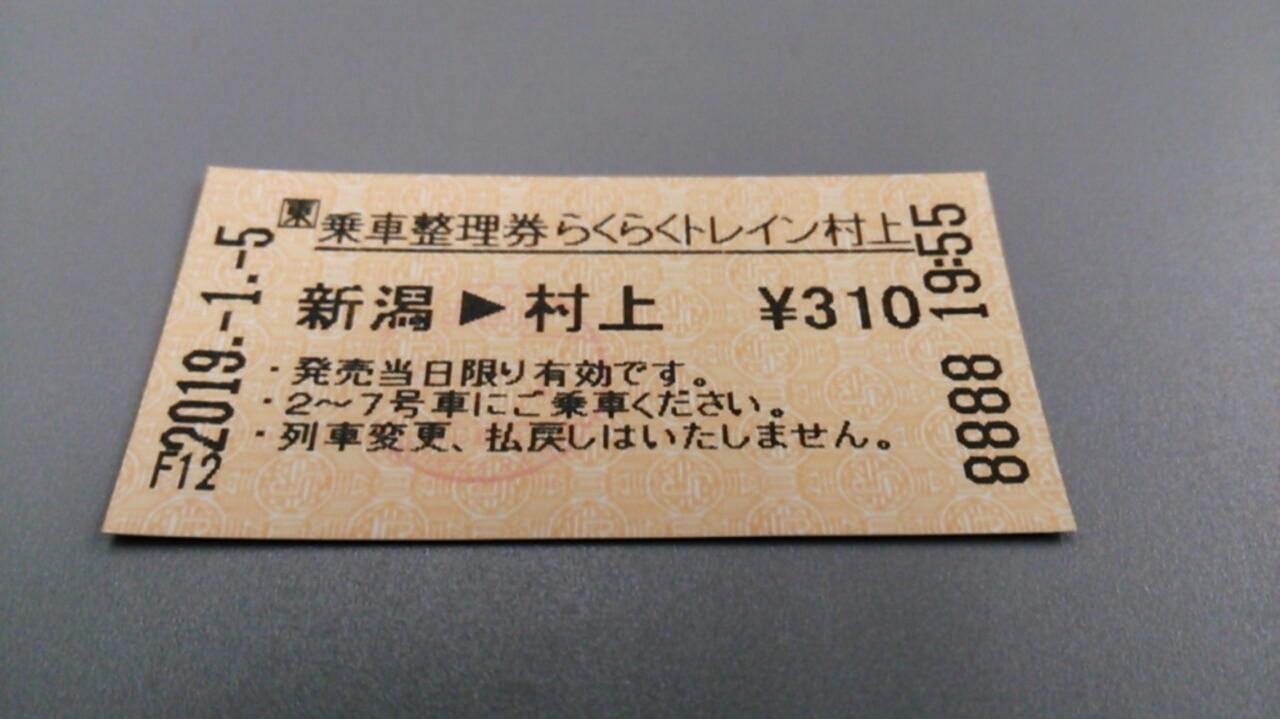 東 乗車整理券らくらくトレイン村上
新潟▶村上 ¥310
・発売当日限り有効です。
・2〜7号車にご乗車ください。
・列車変更、払戻しはいたしません。
2019.-1.-5
F12
8888 19:55